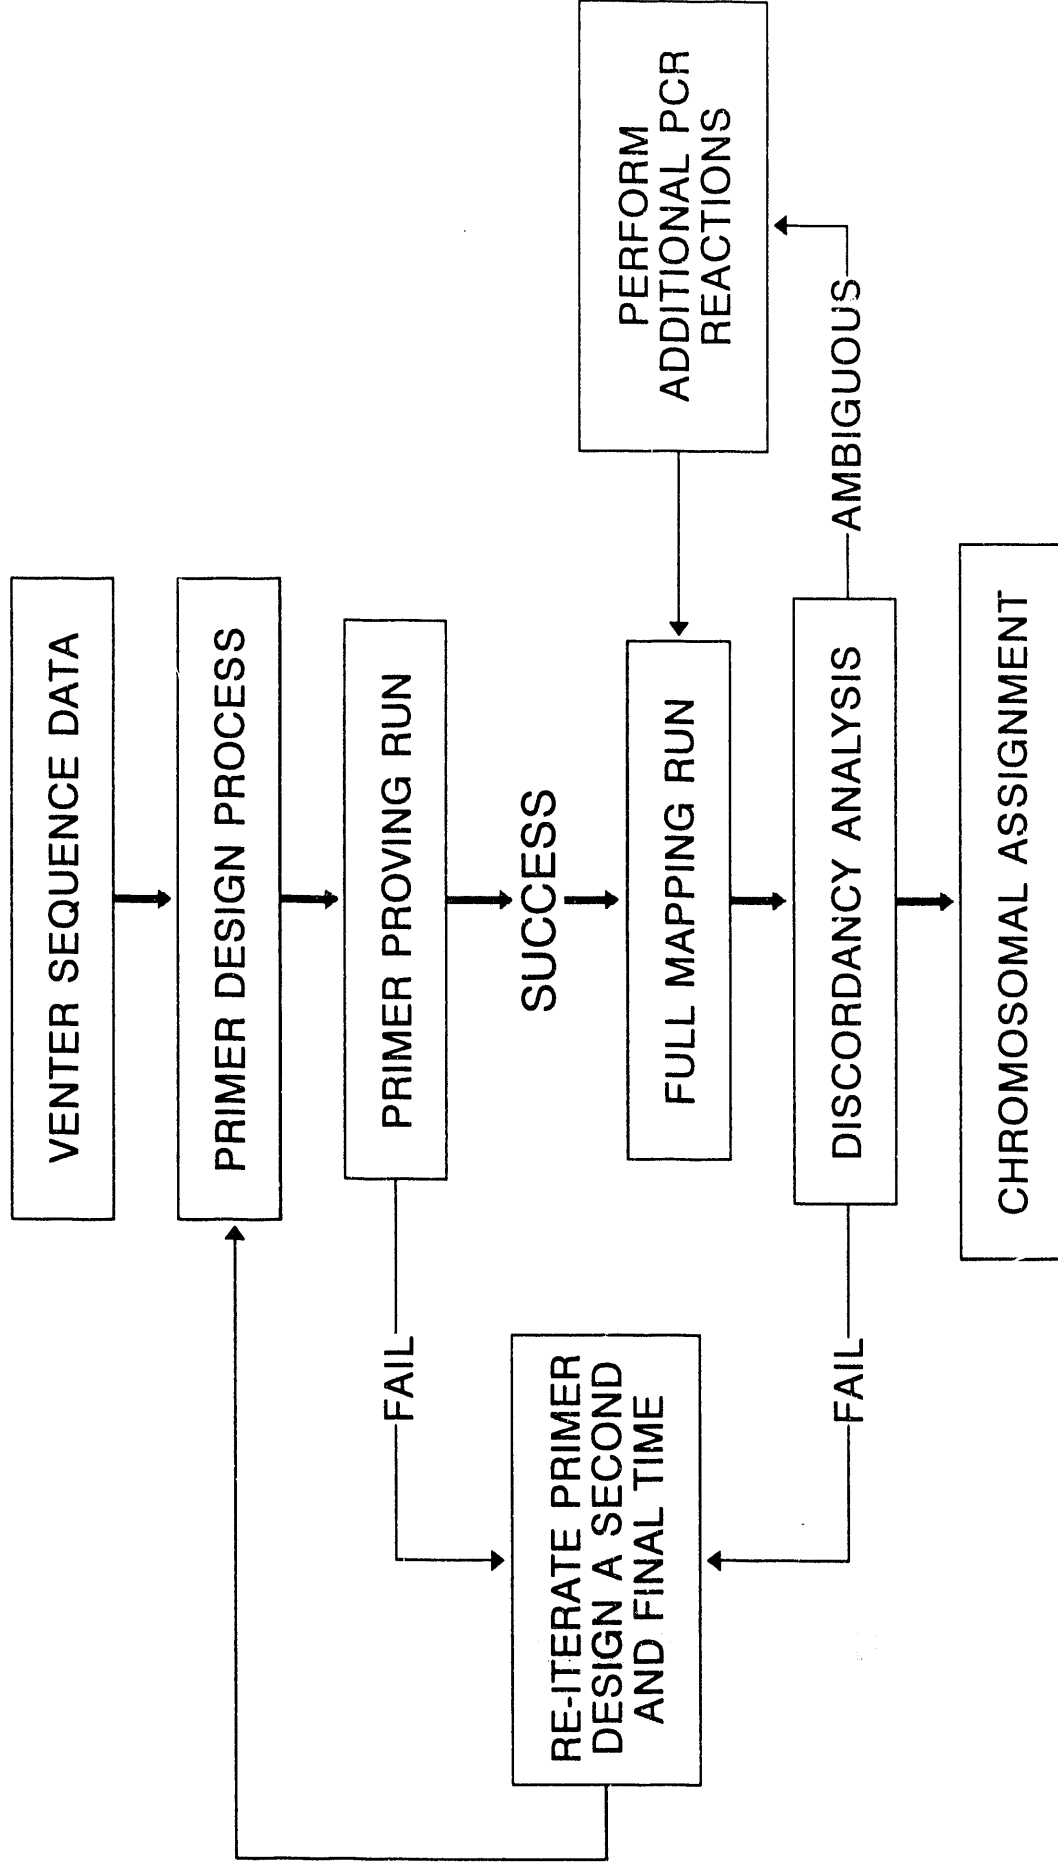 VENTER SEQUENCE DATA
PRIMER DESIGN PROCESS
PRIMER PROVING RUN
FAIL
SUCCESS
RE-ITERATE PRIMER
DESIGN A SECOND
AND FINAL TIME
FULL MAPPING RUN
PERFORM
ADDITIONAL PCR
REACTIONS
FAIL
DISCORDANCY ANALYSIS
AMBIGUOUS
CHROMOSOMAL ASSIGNMENT